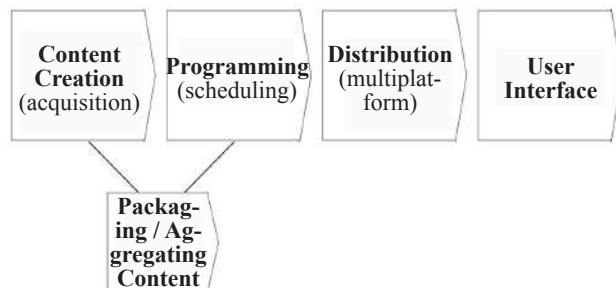 Content
Creation
(acquisition)
Programming
(scheduling)
Distribution
(multiplat-
form)
User
Interface
Packag-
ing / Ag-
gregating
Content